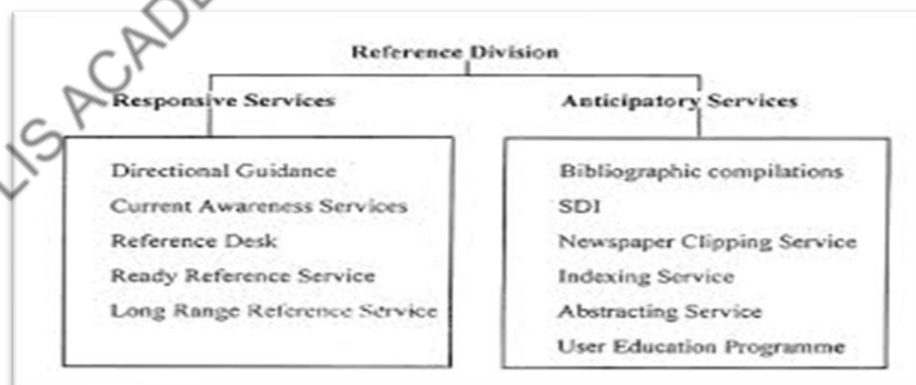 LIS ACADE
Reference Division
Responsive Services
Directional Guidance
Current Awareness Services
Reference Desk
Ready Reference Service
Long Range Reference Service
Anticipatory Services
Bibliographic compilations
SDI
Newspaper Clipping Service
Indexing Service
Abstracting Service
User Education Programme